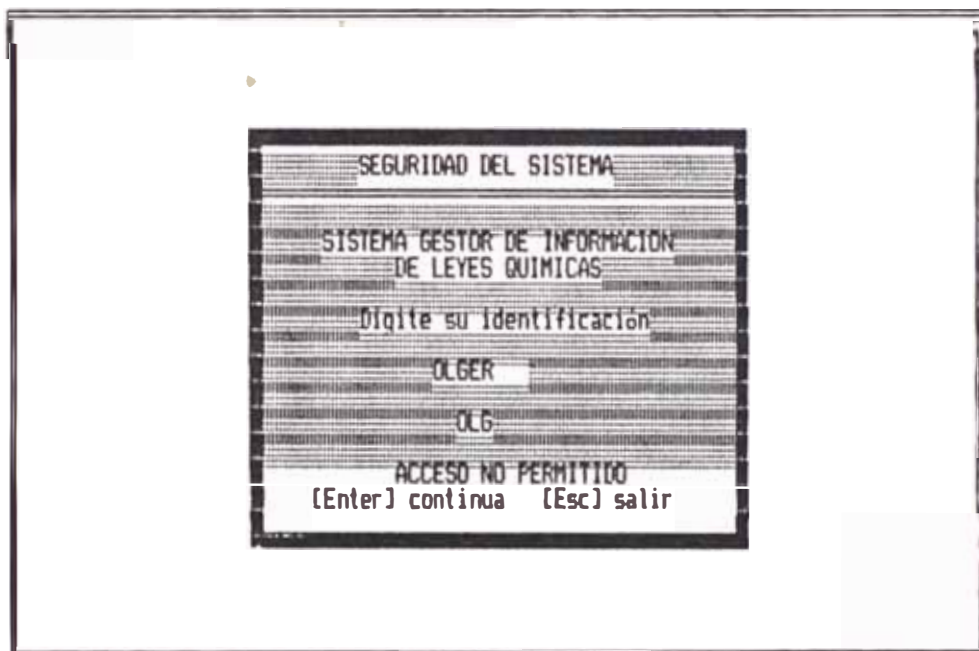 SEGURIDAD DEL SISTEMA
SISTEMA GESTOR DE INFORMACION
DE LEYES QUIMICAS
Digite su identificación
OLGER
OLG
ACCESO NO PERMITIDO
[Enter] continua [Esc] salir